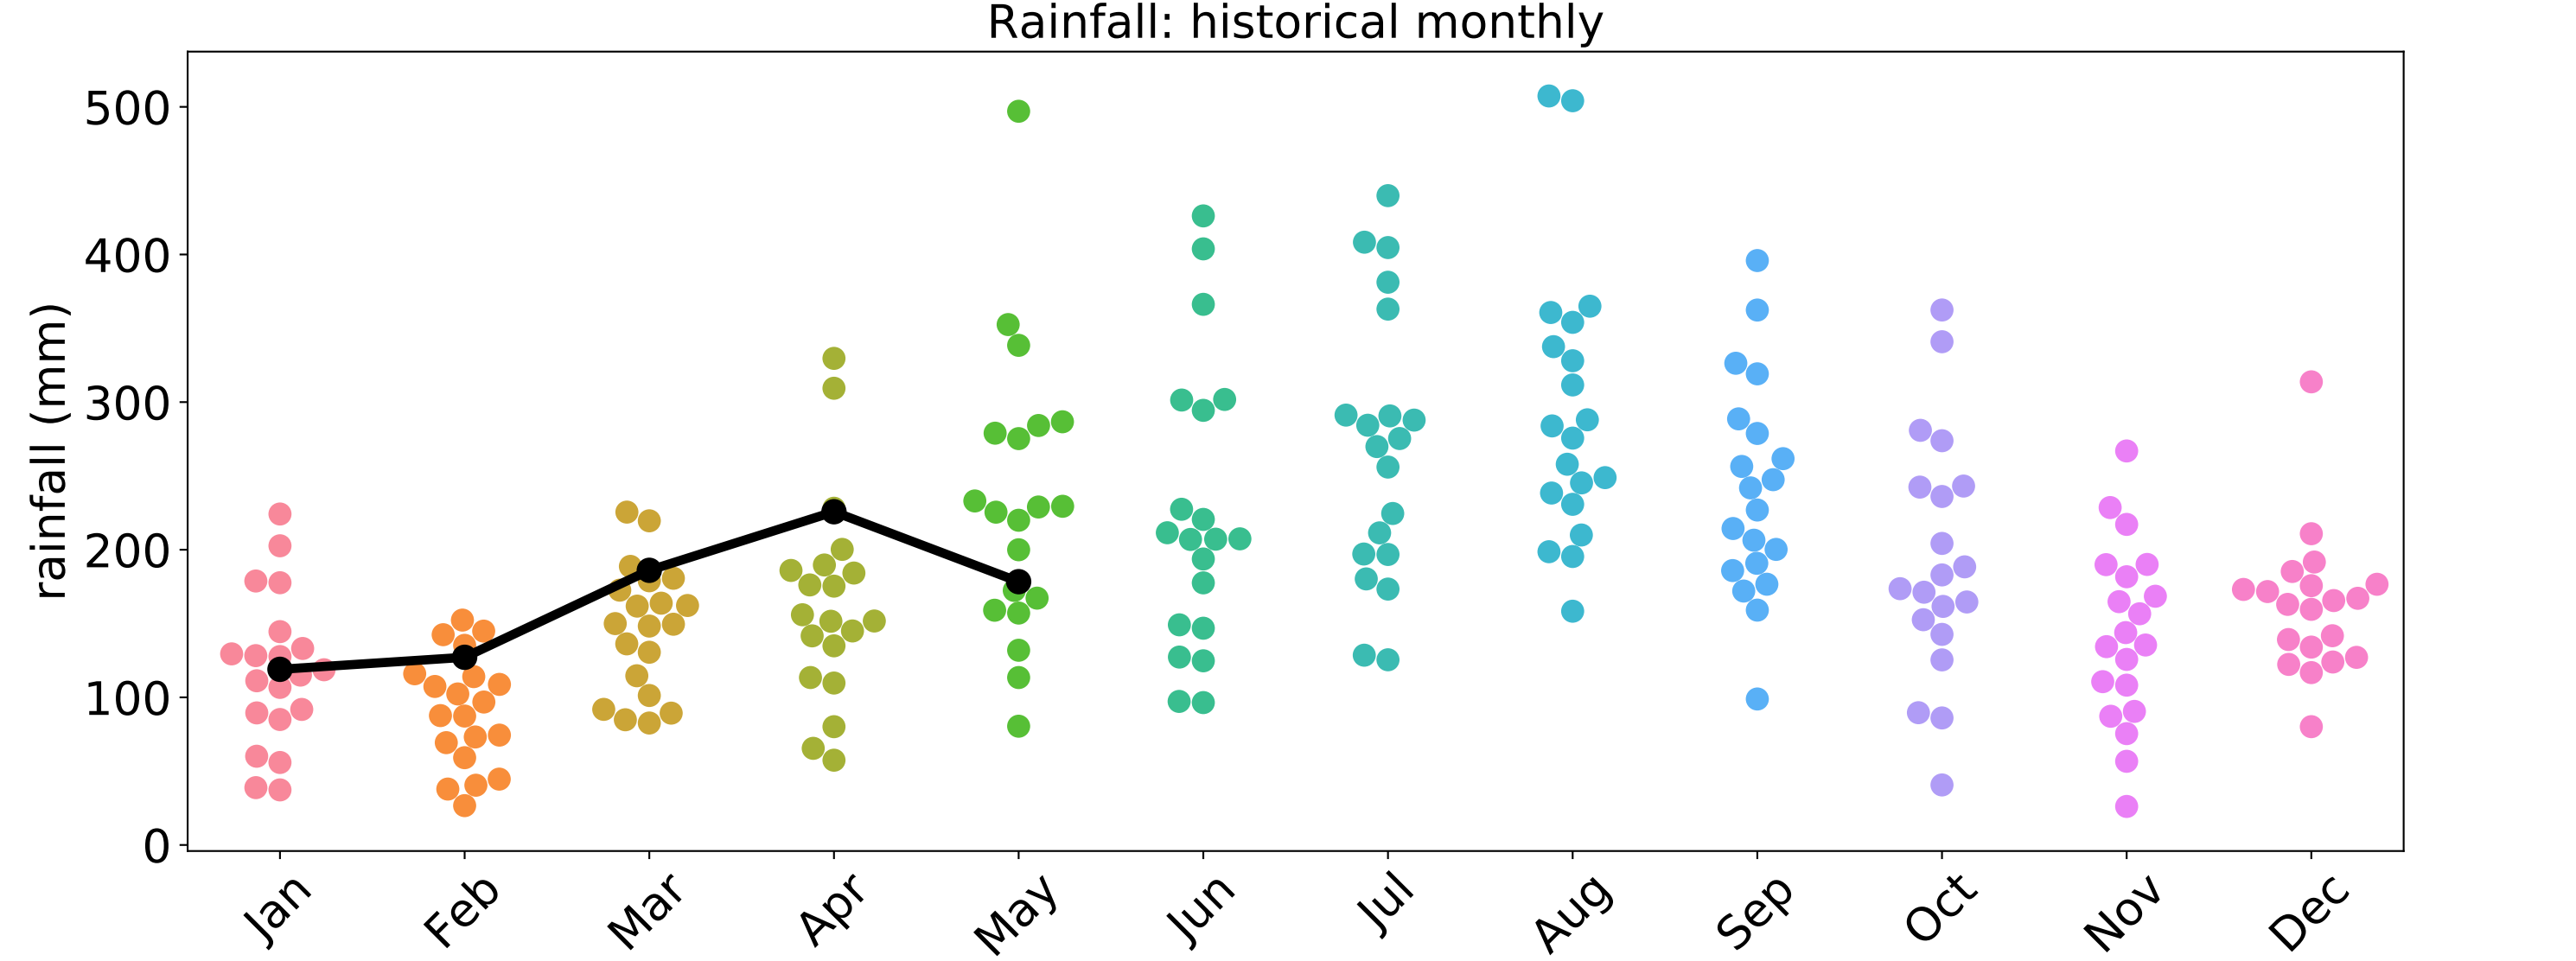 Rainfall: historical monthly
rainfall (mm)
500
400
300
200
100
0
Jan
Feb
Mar
Apr
May
Jun
Jul
Aug
Sep
Oct
Nov
Dec